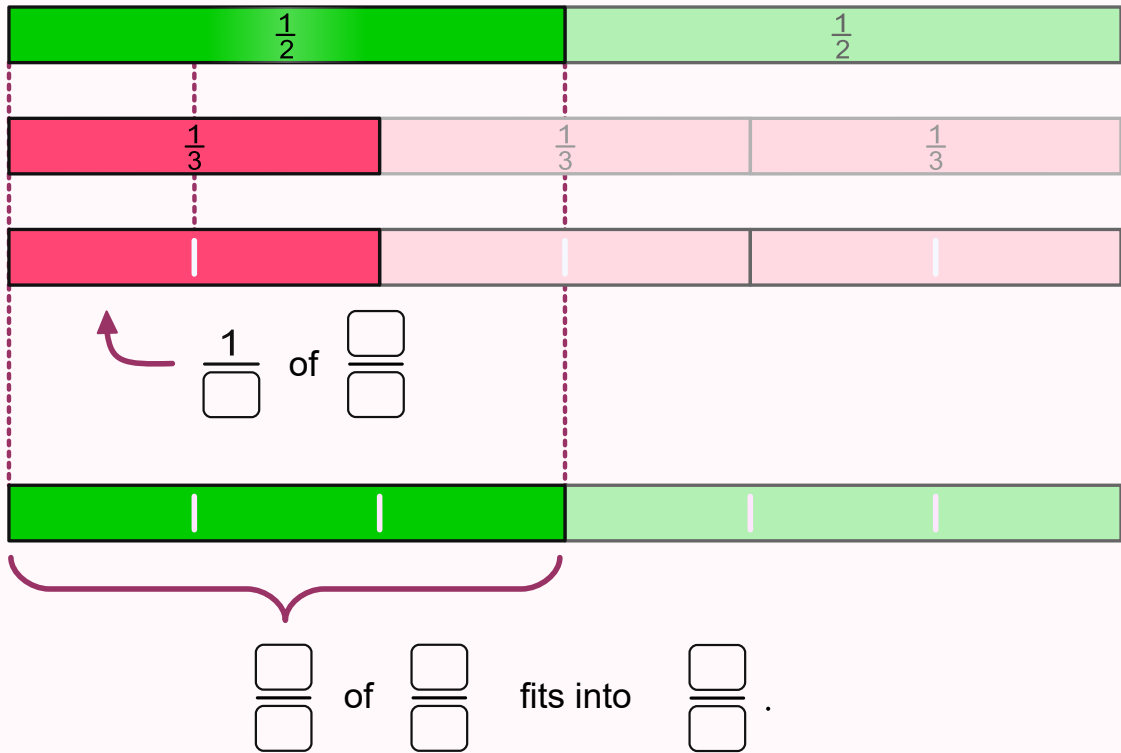 1/2 1/2
1/3 1/3 1/3
1/□ of □/□
□/□ of □/□ fits into □/□ .